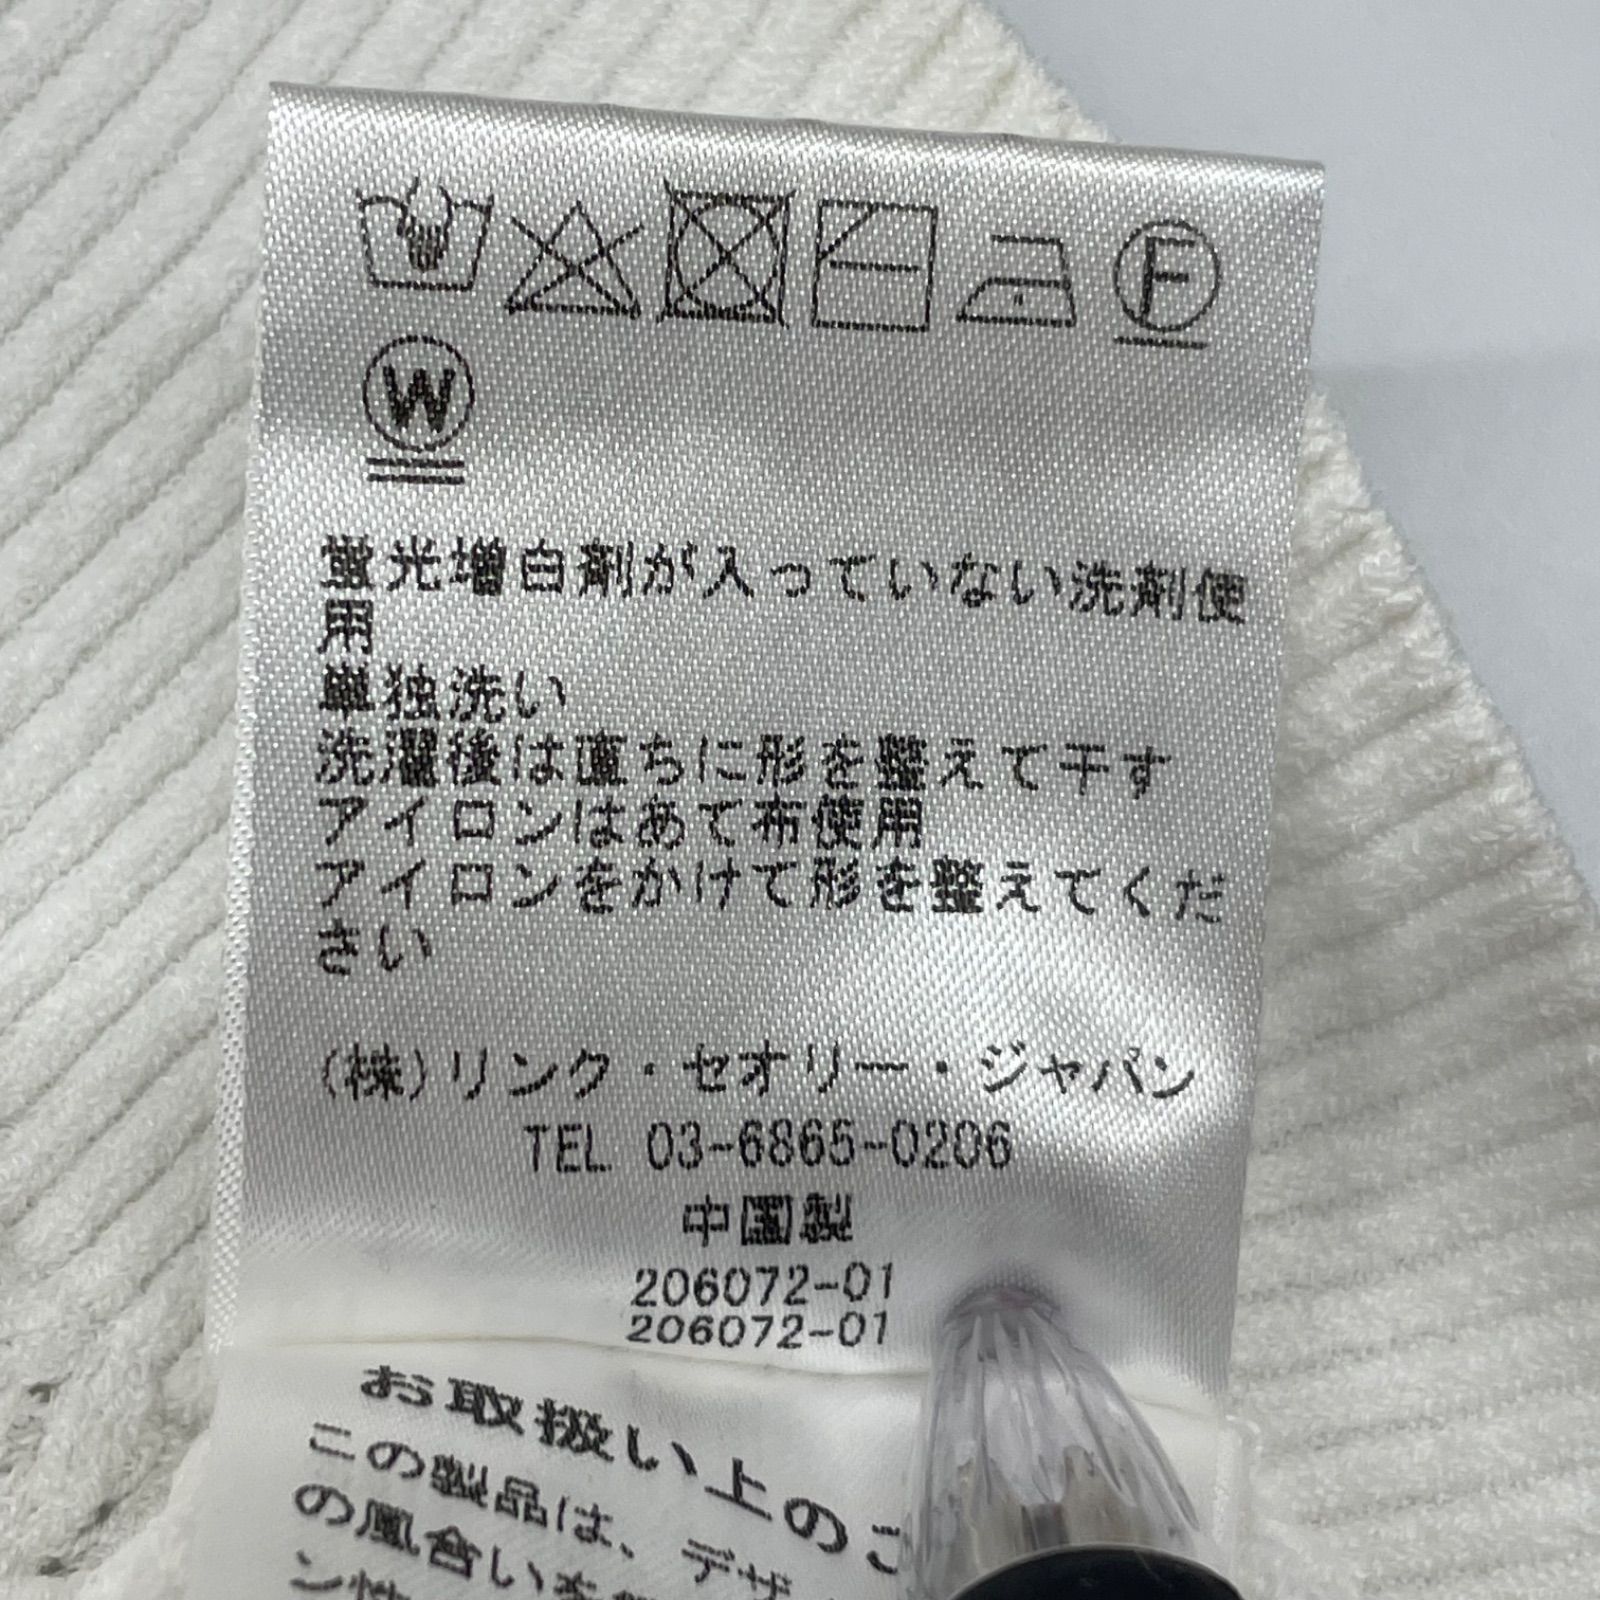 F
W
蛍光増白剤が入っていない洗剤使
用
単独洗い
洗濯後は直ちに形を整えて干す
アイロンはあて布使用
アイロンをかけて形を整えてくだ
さい
(株)リンク・セオリー・ジャパン
TEL 03-6865-0206
中国製
206072-01
206072-01
お取扱い上のご
この製品は、デザ
の風合いを
ン性